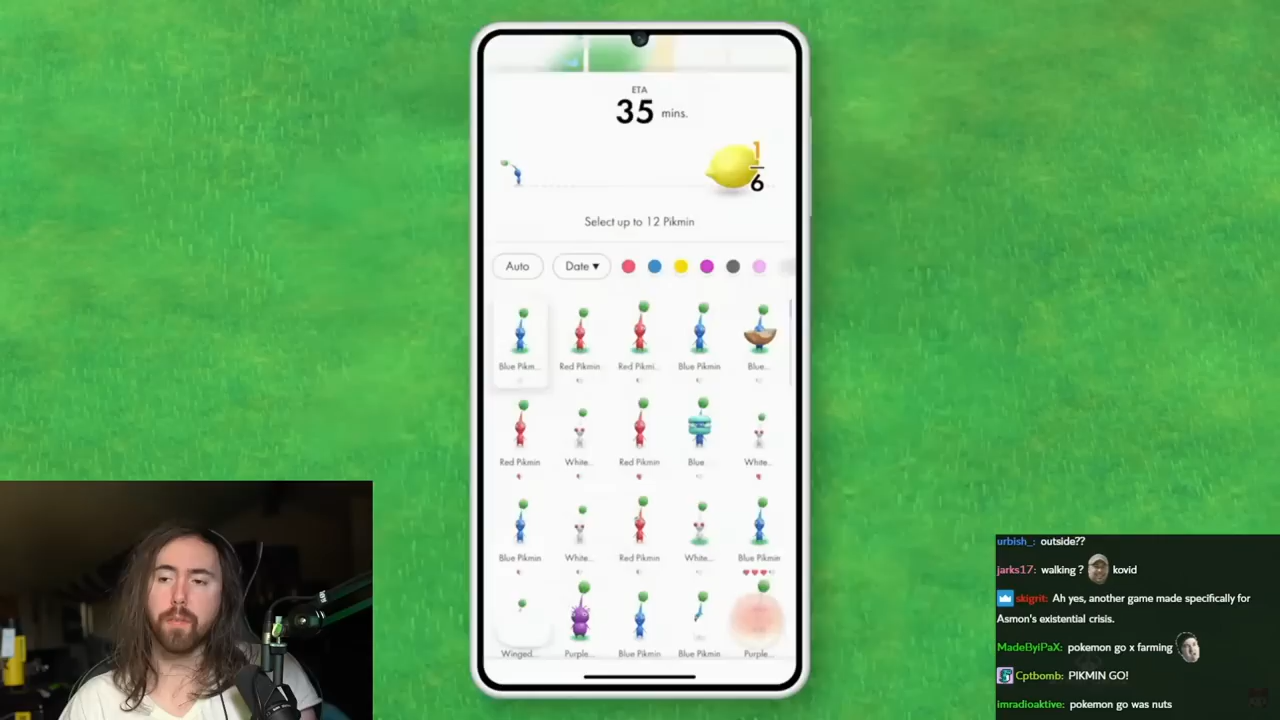 ETA
35 mins.
1
6
Select up to 12 Pikmin
Auto
Date ▼
Blue Pikm...
Red Pikmin
Red Pikmi...
Blue Pikmin
Blue...
Red Pikmin
White...
Red Pikmin
Blue...
White...
Blue Pikmin
White...
Red Pikmin
White...
Blue Pikmin
Winged...
Purple...
Blue Pikmin
Blue Pikmin
Purple...
urbish_: outside??
jarks17: walking ? kovid
skigrit: Ah yes, another game made specifically for
Asmon's existential crisis.
MadeByiPaX: pokemon go x farming
Cptbomb: PIKMIN GO!
imradioaktive: pokemon go was nuts